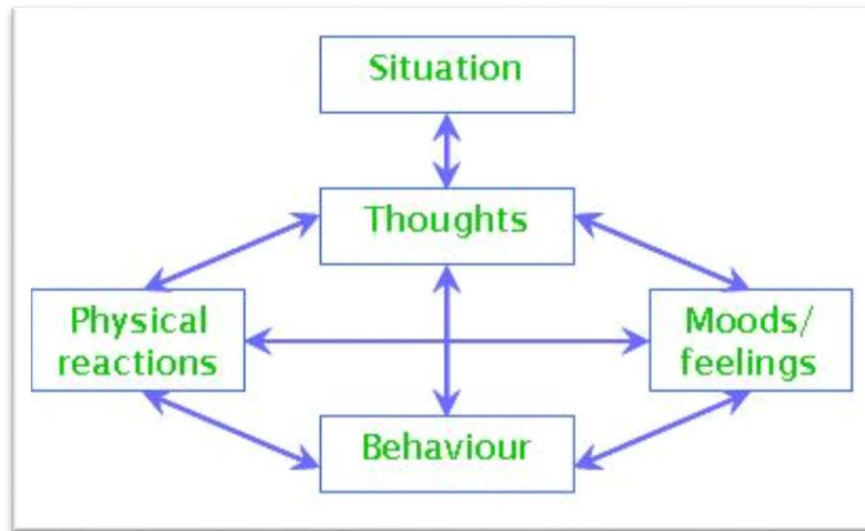 Situation
Thoughts
Physical
reactions
Moods/
feelings
Behaviour